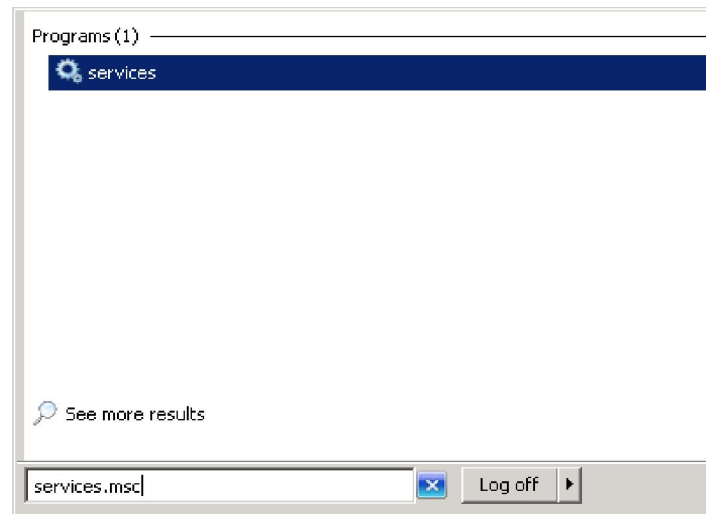 Programs (1)
services
See more results
services.msc
Log off